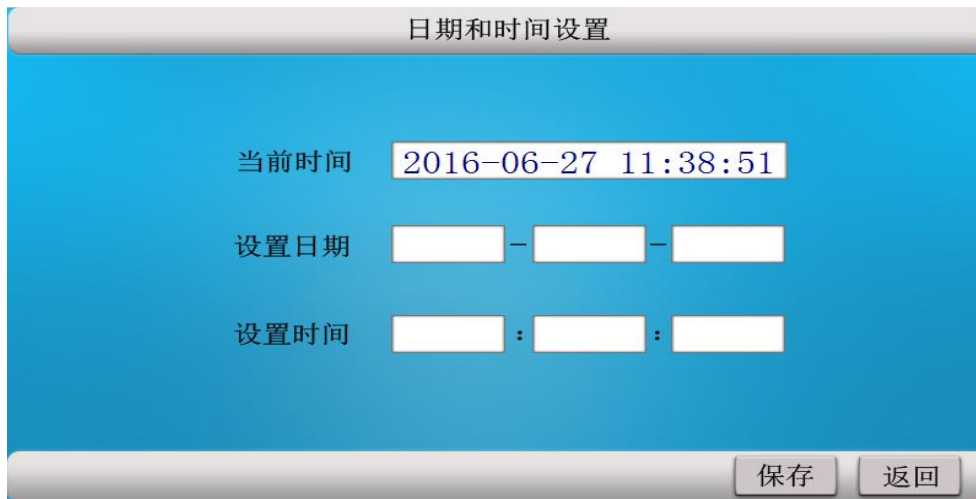 日期和时间设置
当前时间 2016-06-27 11:38:51
设置日期 - -
设置时间 : :
保存 返回